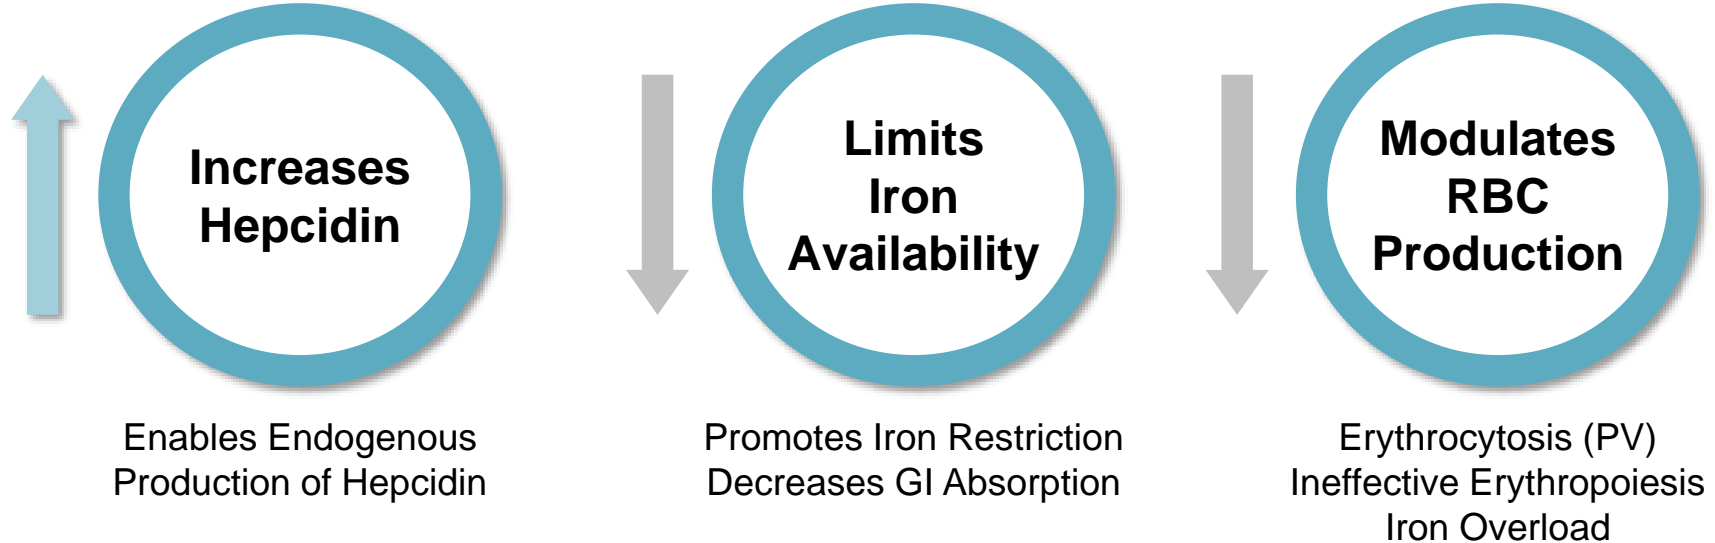 Increases
Hepcidin
Enables Endogenous
Production of Hepcidin
Limits
Iron
Availability
Promotes Iron Restriction
Decreases GI Absorption
Modulates
RBC
Production
Erythrocytosis (PV)
Ineffective Erythropoiesis
Iron Overload